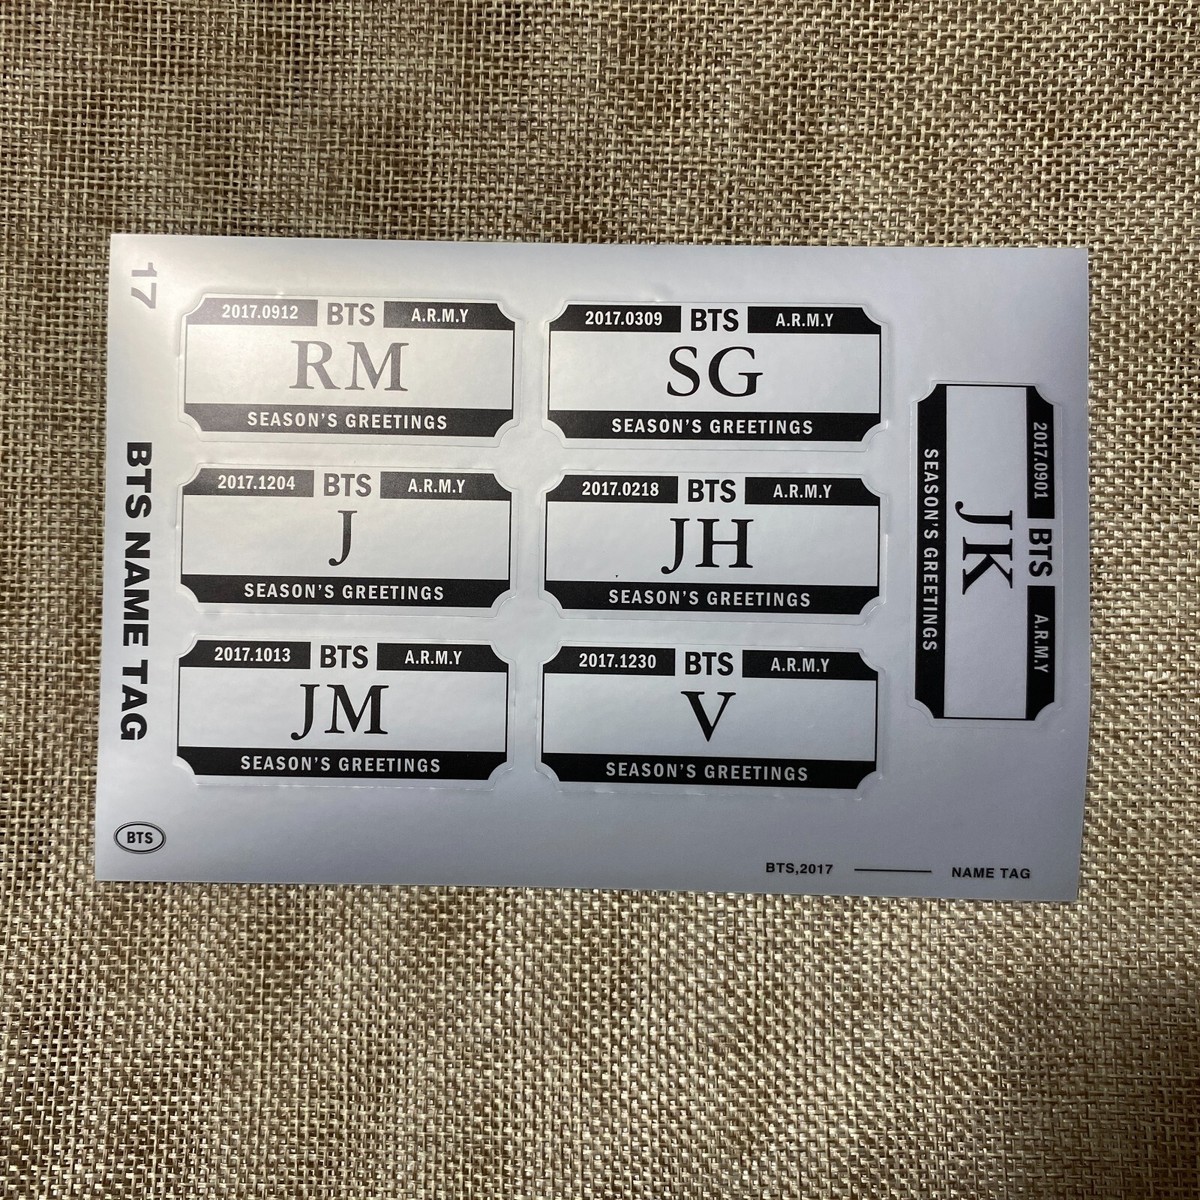 17
BTS NAME TAG
2017.0912 BTS A.R.M.Y
RM
SEASON'S GREETINGS
2017.0309 BTS A.R.M.Y
SG
SEASON'S GREETINGS
2017.1204 BTS A.R.M.Y
J
SEASON'S GREETINGS
2017.0218 BTS A.R.M.Y
JH
SEASON'S GREETINGS
2017.1013 BTS A.R.M.Y
JM
SEASON'S GREETINGS
2017.1230 BTS A.R.M.Y
V
SEASON'S GREETINGS
2017.0901 BTS A.R.M.Y
JK
SEASON'S GREETINGS
BTS
BTS,2017 NAME TAG